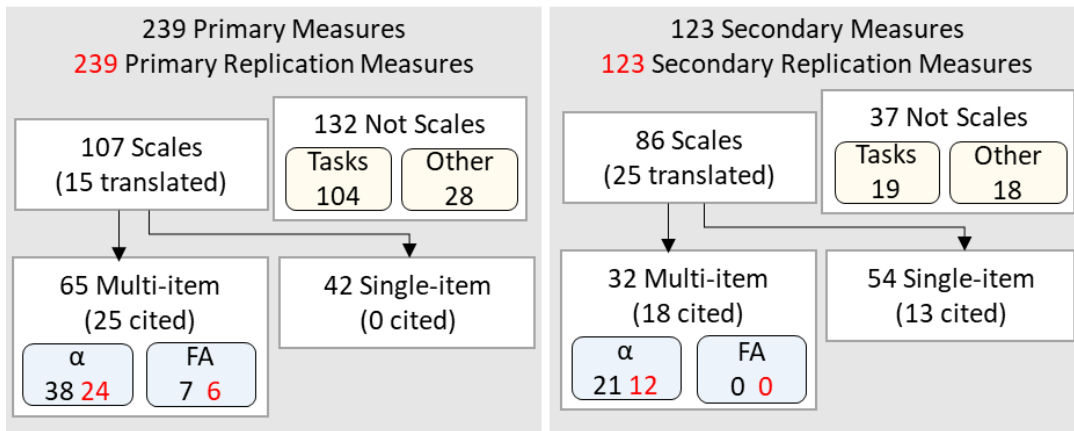 239 Primary Measures
239 Primary Replication Measures
107 Scales
(15 translated)
132 Not Scales
Tasks
104
Other
28
65 Multi-item
(25 cited)
α
38 24
FA
7 6
42 Single-item
(0 cited)
123 Secondary Measures
123 Secondary Replication Measures
86 Scales
(25 translated)
37 Not Scales
Tasks
19
Other
18
32 Multi-item
(18 cited)
α
21 12
FA
0 0
54 Single-item
(13 cited)